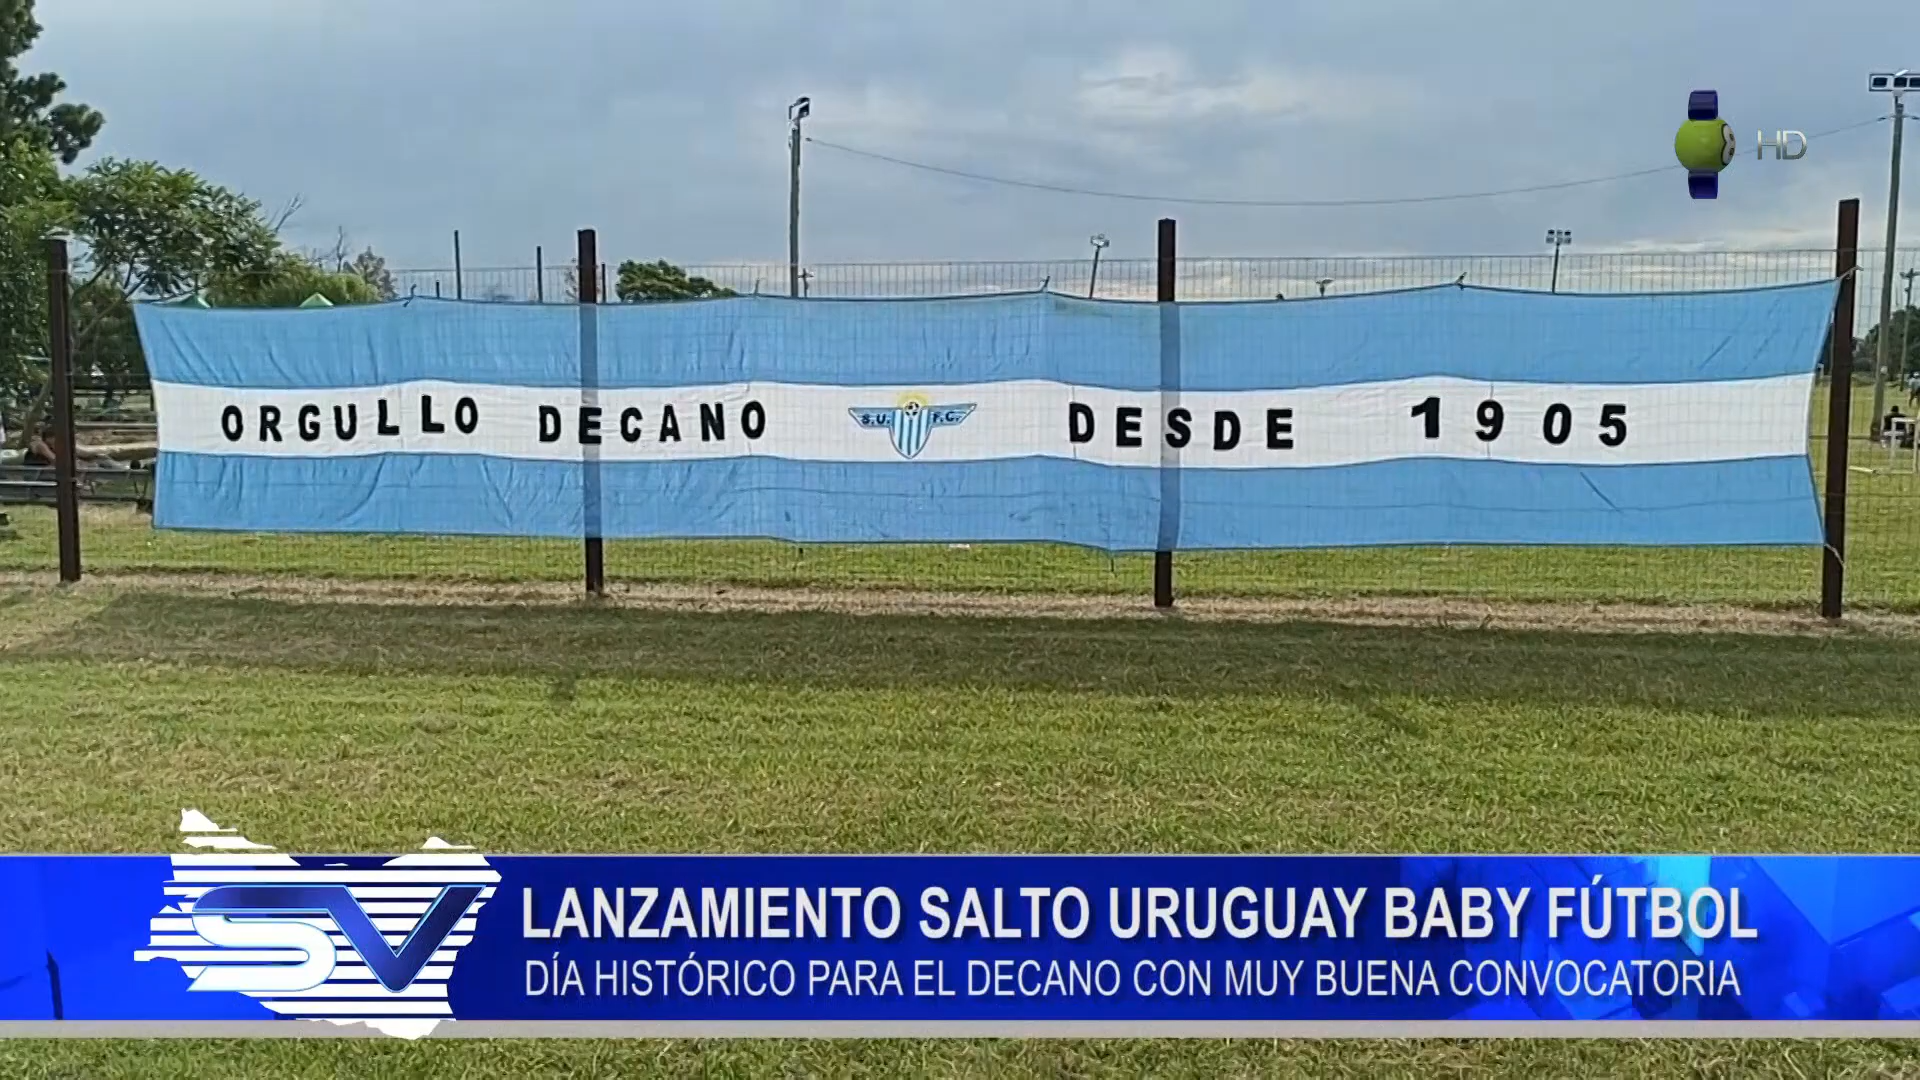 HD
ORGULLO DECANO S.U. F.C. DESDE 1905
SV
LANZAMIENTO SALTO URUGUAY BABY FÚTBOL
DÍA HISTÓRICO PARA EL DECANO CON MUY BUENA CONVOCATORIA